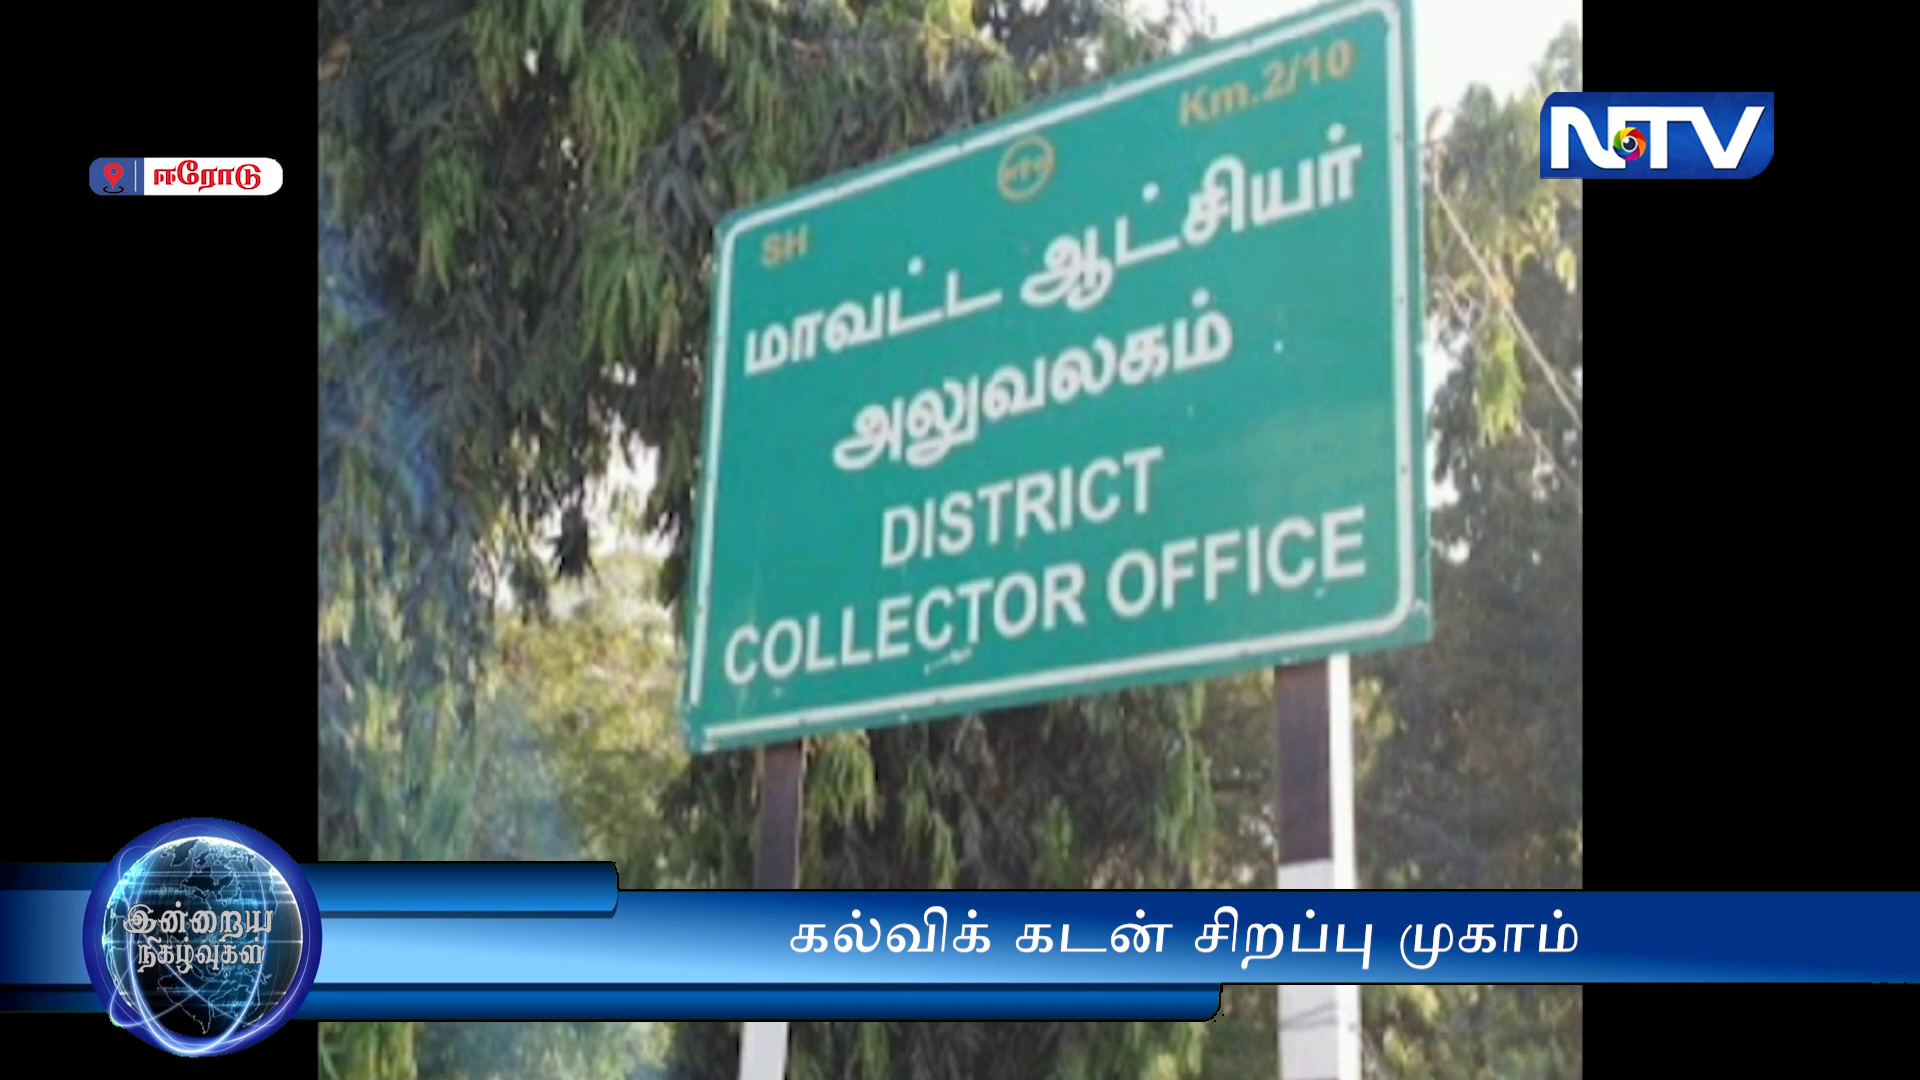 Km.2/10
SH
மாவட்ட ஆட்சியர்
அலுவலகம்
DISTRICT
COLLECTOR OFFICE
ஈரோடு
NTV
இன்றைய
நிகழ்வுகள்
கல்விக் கடன் சிறப்பு முகாம்